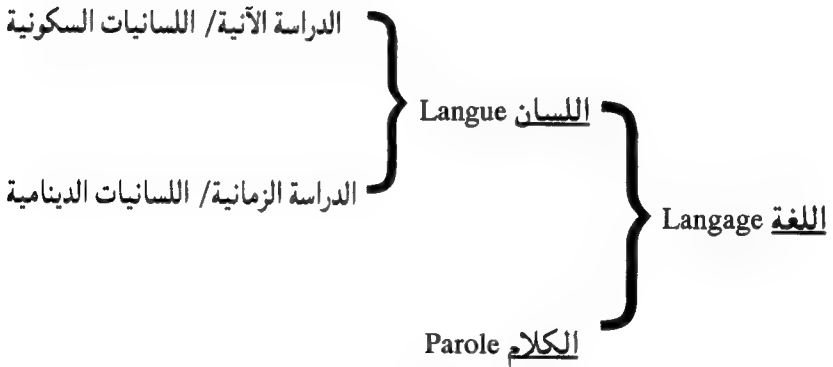 الدراسة الآنية/ اللسانيات السكونية
اللسان Langue
الدراسة الزمانية/ اللسانيات الدينامية
اللغة Langage
الكلام Parole